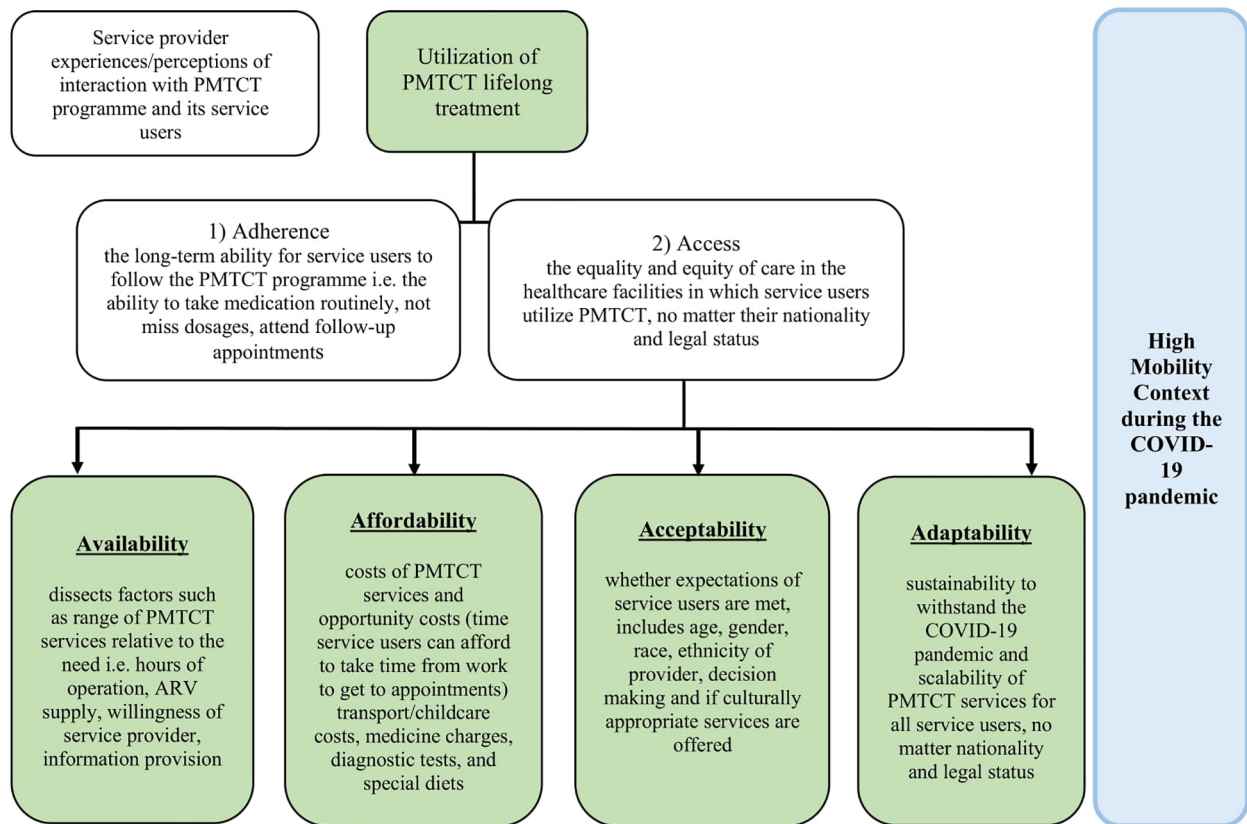 Service provider
experiences/perceptions of
interaction with PMTCT
programme and its service
users
Utilization of
PMTCT lifelong
treatment
1) Adherence
the long-term ability for service users to
follow the PMTCT programme i.e. the
ability to take medication routinely, not
miss dosages, attend follow-up
appointments
2) Access
the equality and equity of care in the
healthcare facilities in which service users
utilize PMTCT, no matter their nationality
and legal status
Availability
dissects factors such
as range of PMTCT
services relative to the
need i.e. hours of
operation, ARV
supply, willingness of
service provider,
information provision
Affordability
costs of PMTCT
services and
opportunity costs (time
service users can afford
to take time from work
to get to appointments)
transport/childcare
costs, medicine charges,
diagnostic tests, and
special diets
Acceptability
whether expectations of
service users are met,
includes age, gender,
race, ethnicity of
provider, decision
making and if culturally
appropriate services are
offered
Adaptability
sustainability to
withstand the
COVID-19
pandemic and
scalability of
PMTCT services for
all service users, no
matter nationality
and legal status
High
Mobility
Context
during the
COVID-
19
pandemic